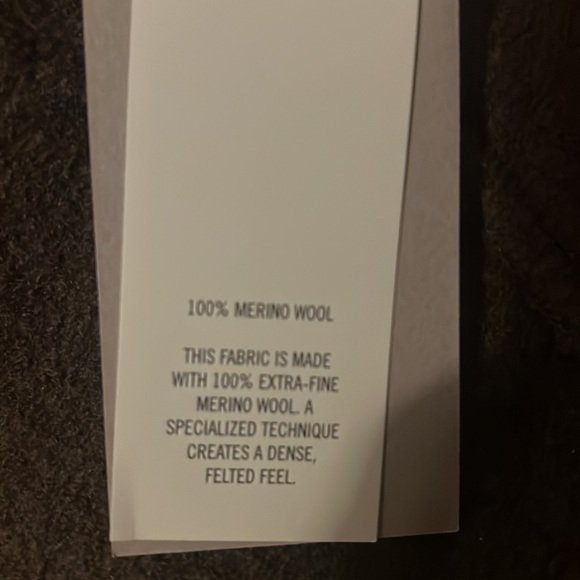 100% MERINO WOOL
THIS FABRIC IS MADE
WITH 100% EXTRA-FINE
MERINO WOOL. A
SPECIALIZED TECHNIQUE
CREATES A DENSE,
FELTED FEEL.